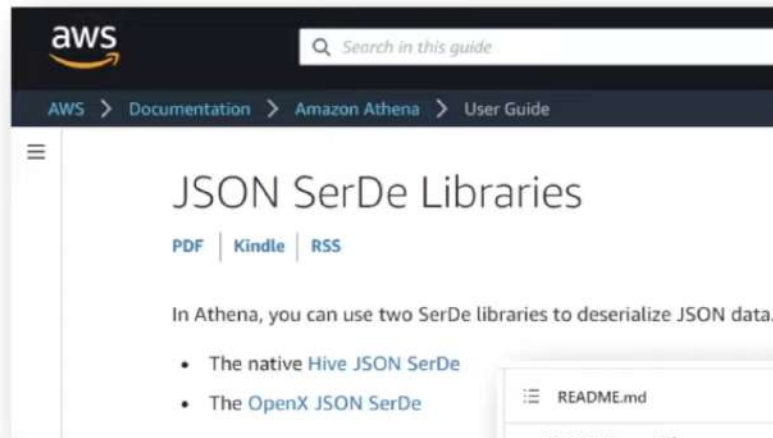 aws
Search in this guide
AWS > Documentation > Amazon Athena > User Guide
JSON SerDe Libraries
PDF | Kindle | RSS
In Athena, you can use two SerDe libraries to deserialize JSON data.
• The native Hive JSON SerDe
• The OpenX JSON SerDe
README.md